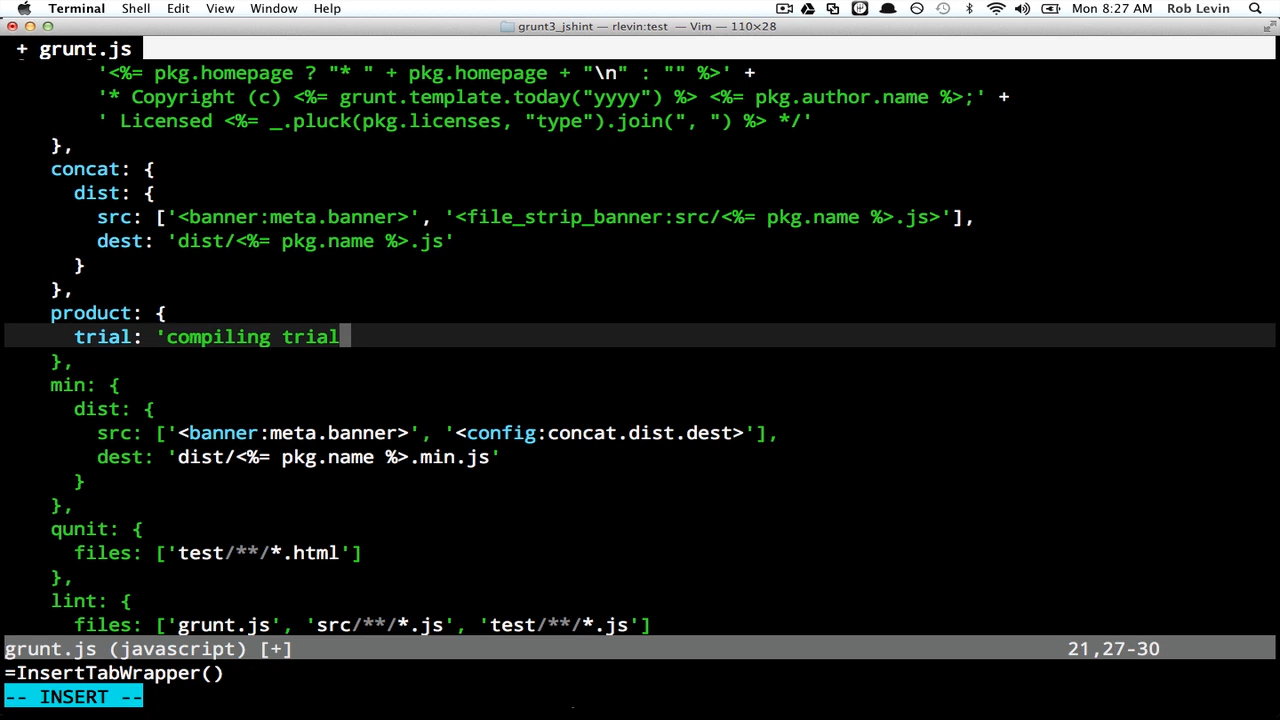 Terminal Shell Edit View Window Help Mon 8:27 AM Rob Levin
grunt3_jshint — rlevin:test — Vim — 110×28
+ grunt.js
'<%= pkg.homepage ? "* " + pkg.homepage + "\n" : "" %>' +
'* Copyright (c) <%= grunt.template.today("yyyy") %> <%= pkg.author.name %>;' +
' Licensed <%= _.pluck(pkg.licenses, "type").join(", ") %> */'
},
concat: {
dist: {
src: ['<banner:meta.banner>', '<file_strip_banner:src/<%= pkg.name %>.js>'],
dest: 'dist/<%= pkg.name %>.js'
}
},
product: {
trial: 'compiling trial
},
min: {
dist: {
src: ['<banner:meta.banner>', '<config:concat.dist.dest>'],
dest: 'dist/<%= pkg.name %>.min.js'
}
},
qunit: {
files: ['test/**/*.html']
},
lint: {
files: ['grunt.js', 'src/**/*.js', 'test/**/*.js']
grunt.js (javascript) [+] 21,27-30
=InsertTabWrapper()
-- INSERT --